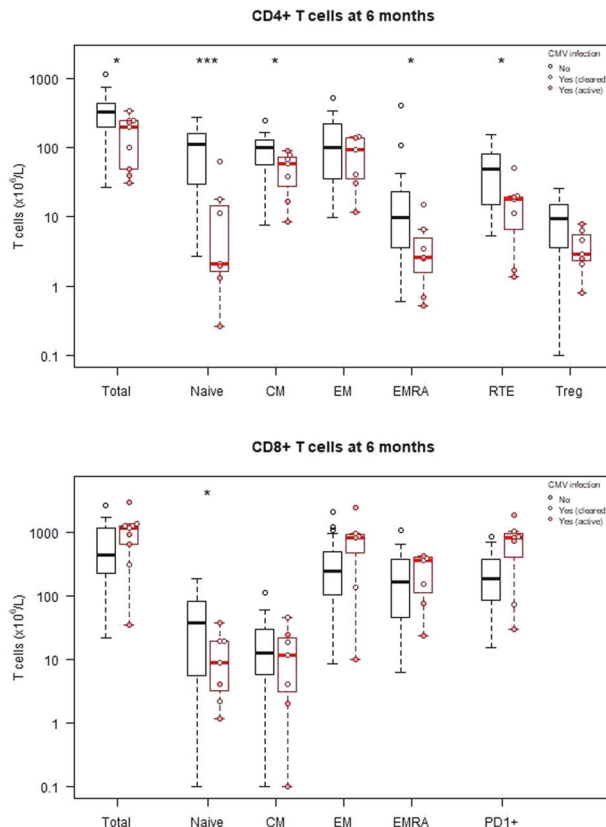 CD4+ T cells at 6 months
* *** * * *
CMV infection
No
Yes (cleared)
Yes (active)
1000
100
10
1
0.1
T cells (x10⁶/L)
Total Naive CM EM EMRA RTE Treg
CD8+ T cells at 6 months
*
CMV infection
No
Yes (cleared)
Yes (active)
1000
100
10
1
0.1
T cells (x10⁶/L)
Total Naive CM EM EMRA PD1+